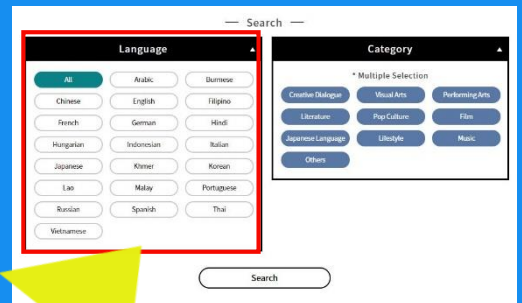 — Search —
Language ▲
All Arabic Burmese
Chinese English Filipino
French German Hindi
Hungarian Indonesian Italian
Japanese Khmer Korean
Lao Malay Portuguese
Russian Spanish Thai
Vietnamese
Category ▲
* Multiple Selection
Creative Dialogue Visual Arts Performing Arts
Literature Pop Culture Film
Japanese Language Lifestyle Music
Others
Search